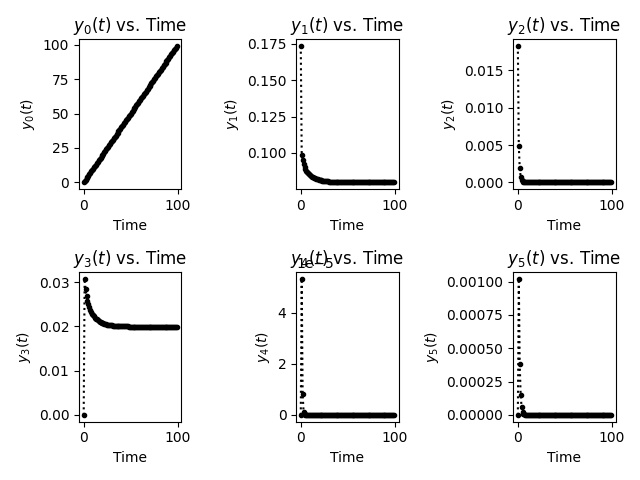 y₀(t) vs. Time
y₁(t) vs. Time
y₂(t) vs. Time
100
75
50
25
0
y₀(t)
0 100
Time
0.175
0.150
0.125
0.100
y₁(t)
0 100
Time
0.015
0.010
0.005
0.000
y₂(t)
0 100
Time
y₃(t) vs. Time
y₄(t) vs. Time
y₅(t) vs. Time
0.03
0.02
0.01
0.00
y₃(t)
0 100
Time
1e−5
4
2
0
y₄(t)
0 100
Time
0.00100
0.00075
0.00050
0.00025
0.00000
y₅(t)
0 100
Time